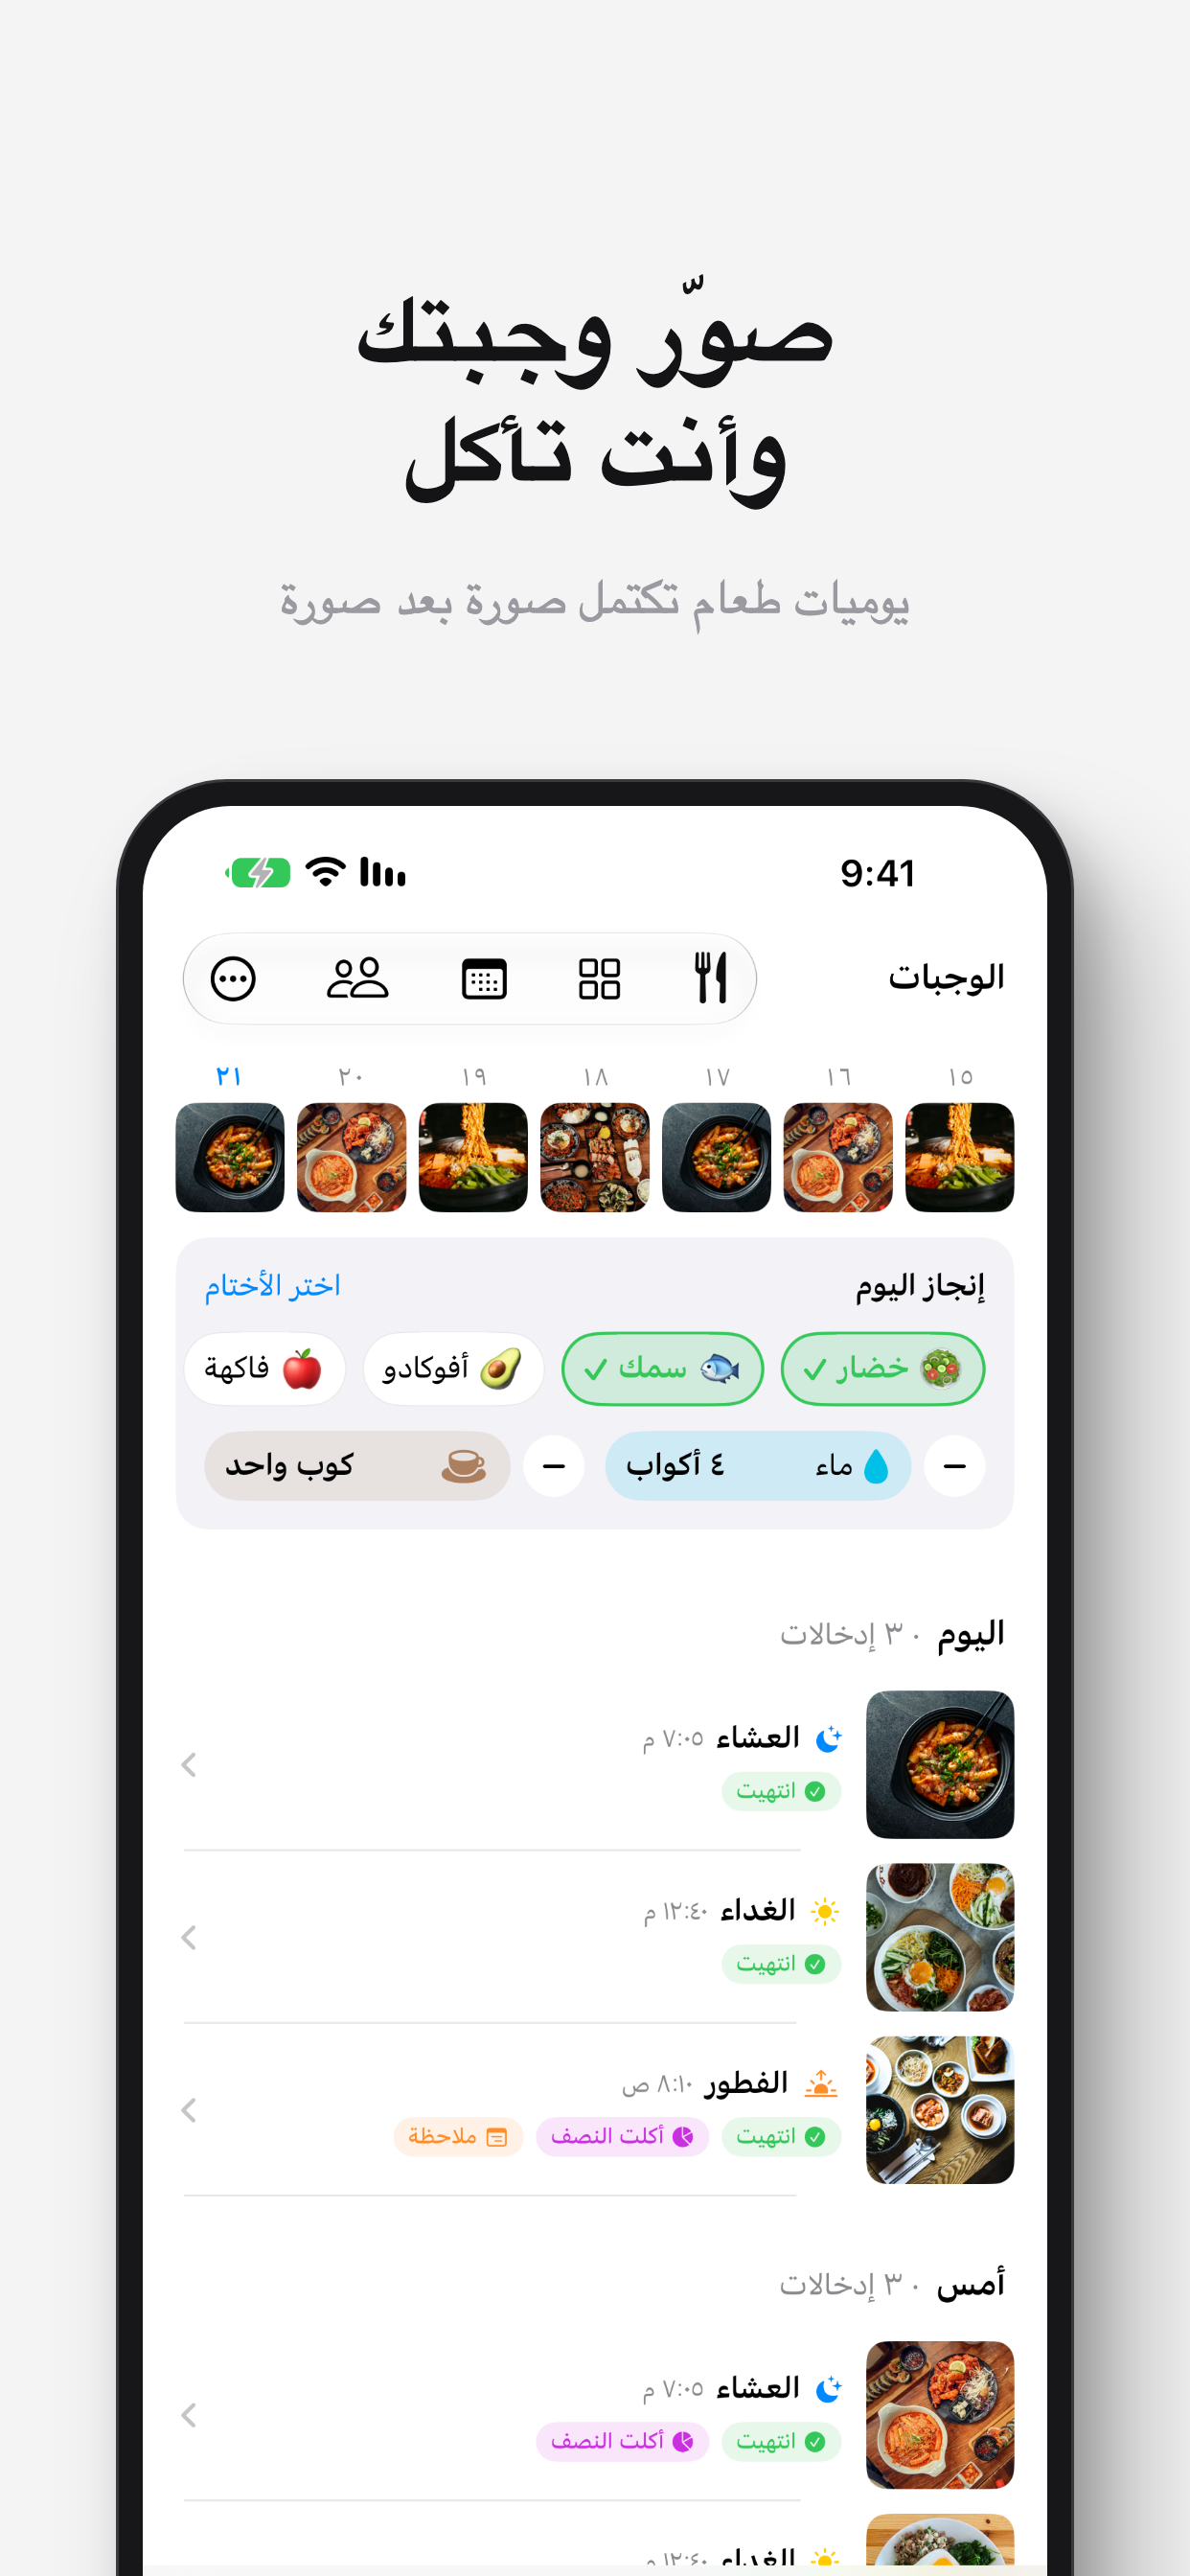 صوّر وجبتك
وأنت تأكل
يوميات طعام تكتمل صورة بعد صورة
9:41
الوجبات
١٥ ١٦ ١٧ ١٨ ١٩ ٢٠ ٢١
إنجاز اليوم اختر الأختام
خضار سمك أفوكادو فاكهة
ماء ٤ أكواب كوب واحد
اليوم · ٣ إدخالات
العشاء ٧:٠٥ م
انتهيت
الغداء ١٢:٤٠ م
انتهيت
الفطور ٨:١٠ ص
انتهيت أكلت النصف ملاحظة
أمس · ٣ إدخالات
العشاء ٧:٠٥ م
انتهيت أكلت النصف
الغداء ١٢:٤٠ م